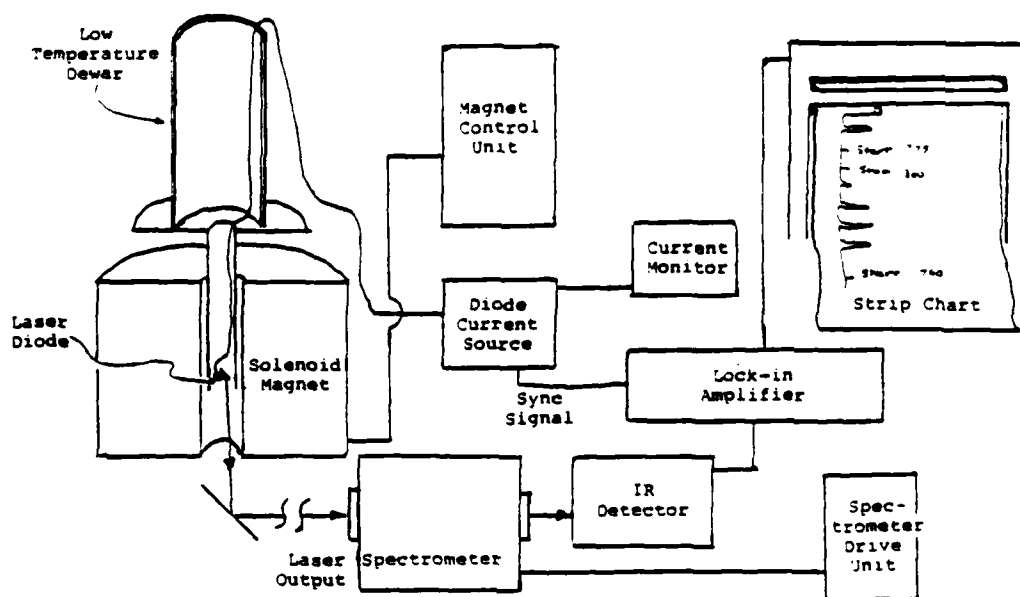 Low
Temperature
Dewar
Magnet
Control
Unit
Current
Monitor
Strip Chart
Diode
Current
Source
Laser
Diode
Solenoid
Magnet
Sync
Signal
Lock-in
Amplifier
IR
Detector
Spec-
trometer
Drive
Unit
Spectrometer
Laser
Output